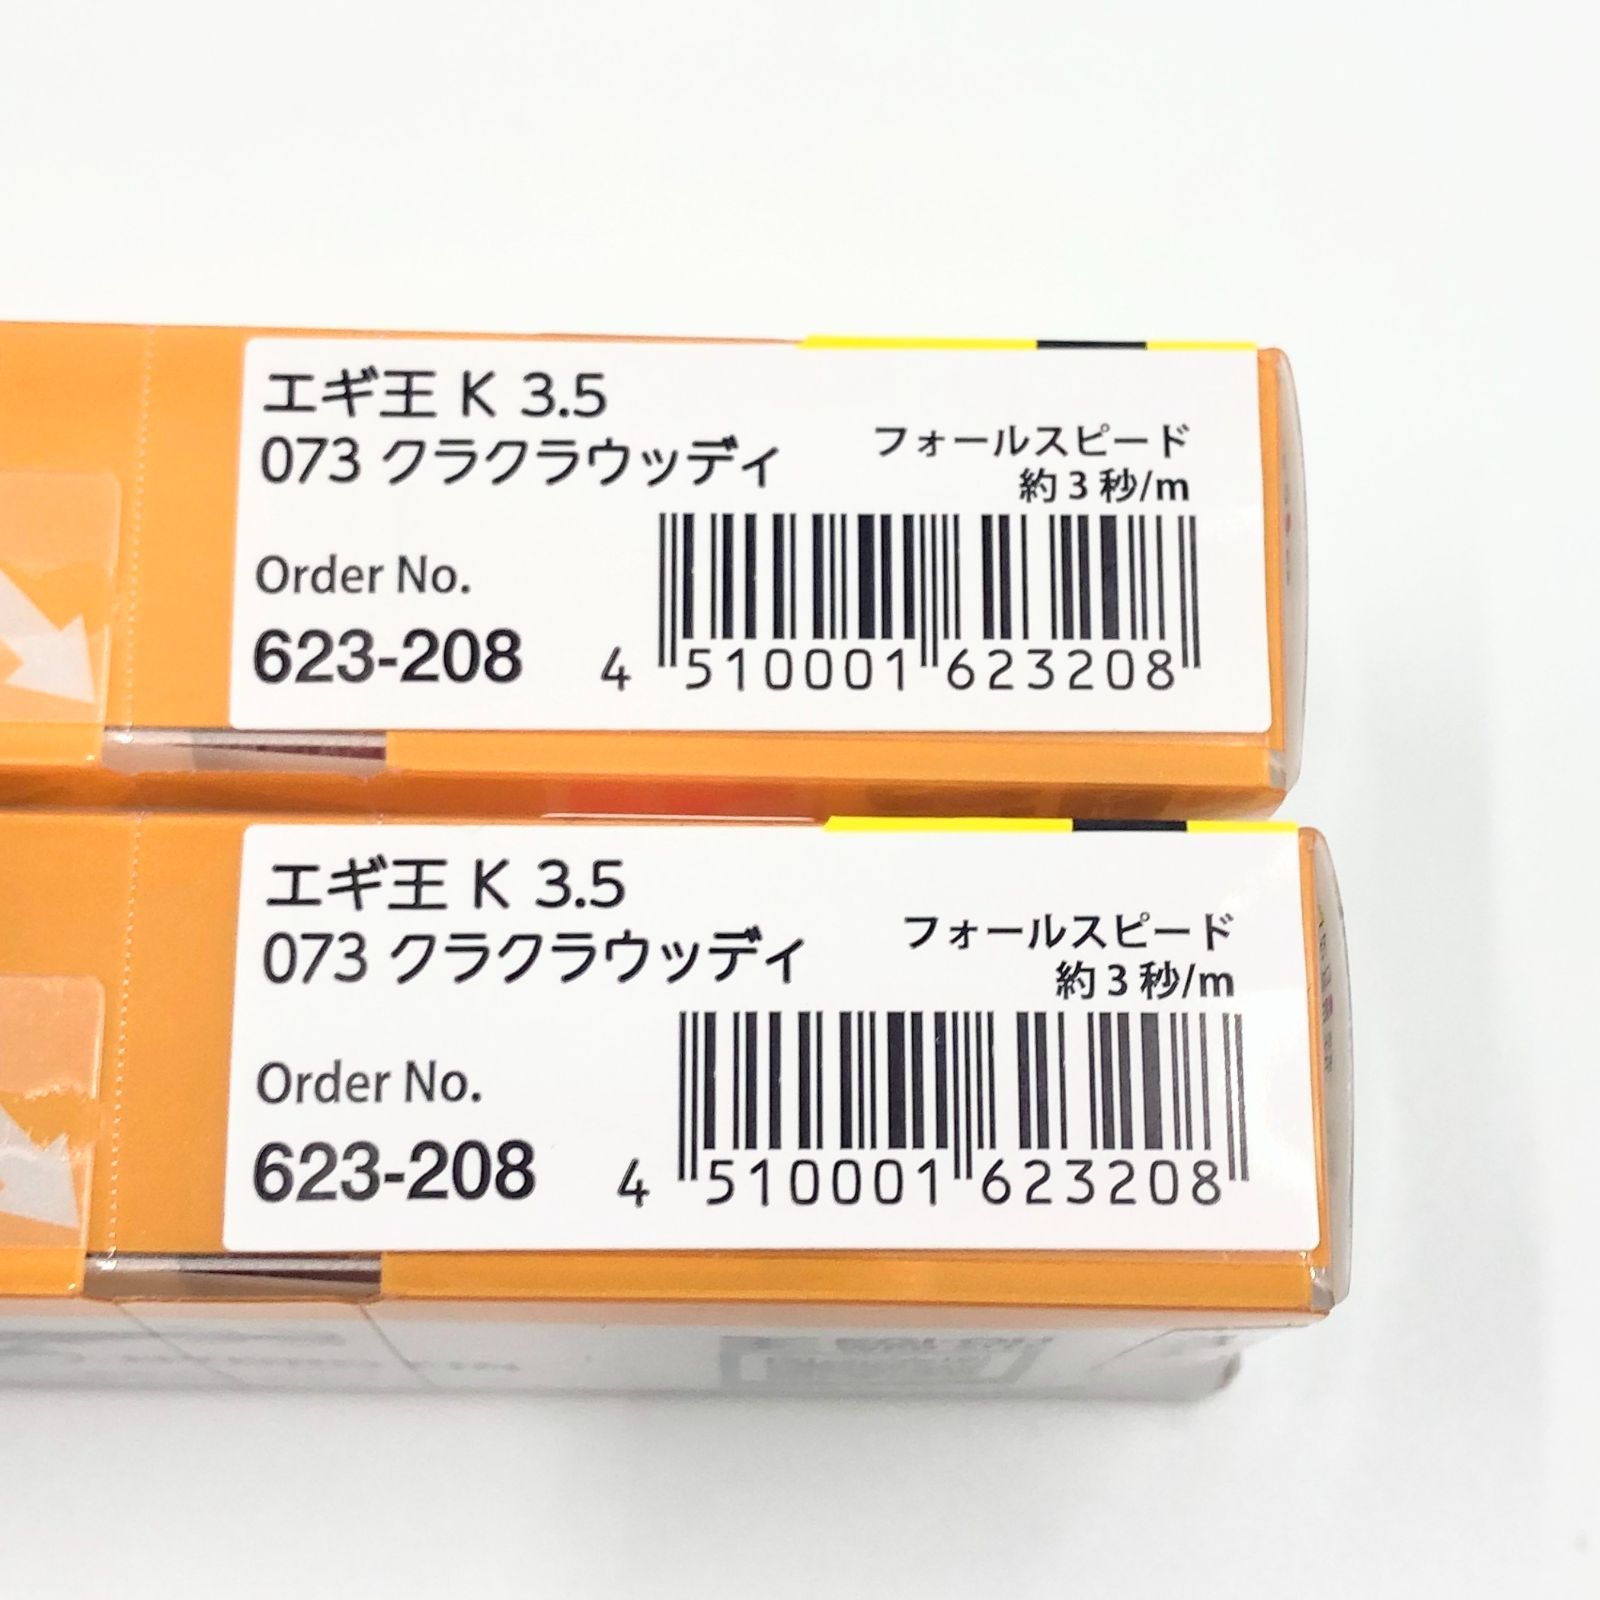 エギ王 K 3.5
073 クラクラウッディ
フォールスピード
約3秒/m
Order No.
623-208
4 510001 623208
エギ王 K 3.5
073 クラクラウッディ
フォールスピード
約3秒/m
Order No.
623-208
4 510001 623208